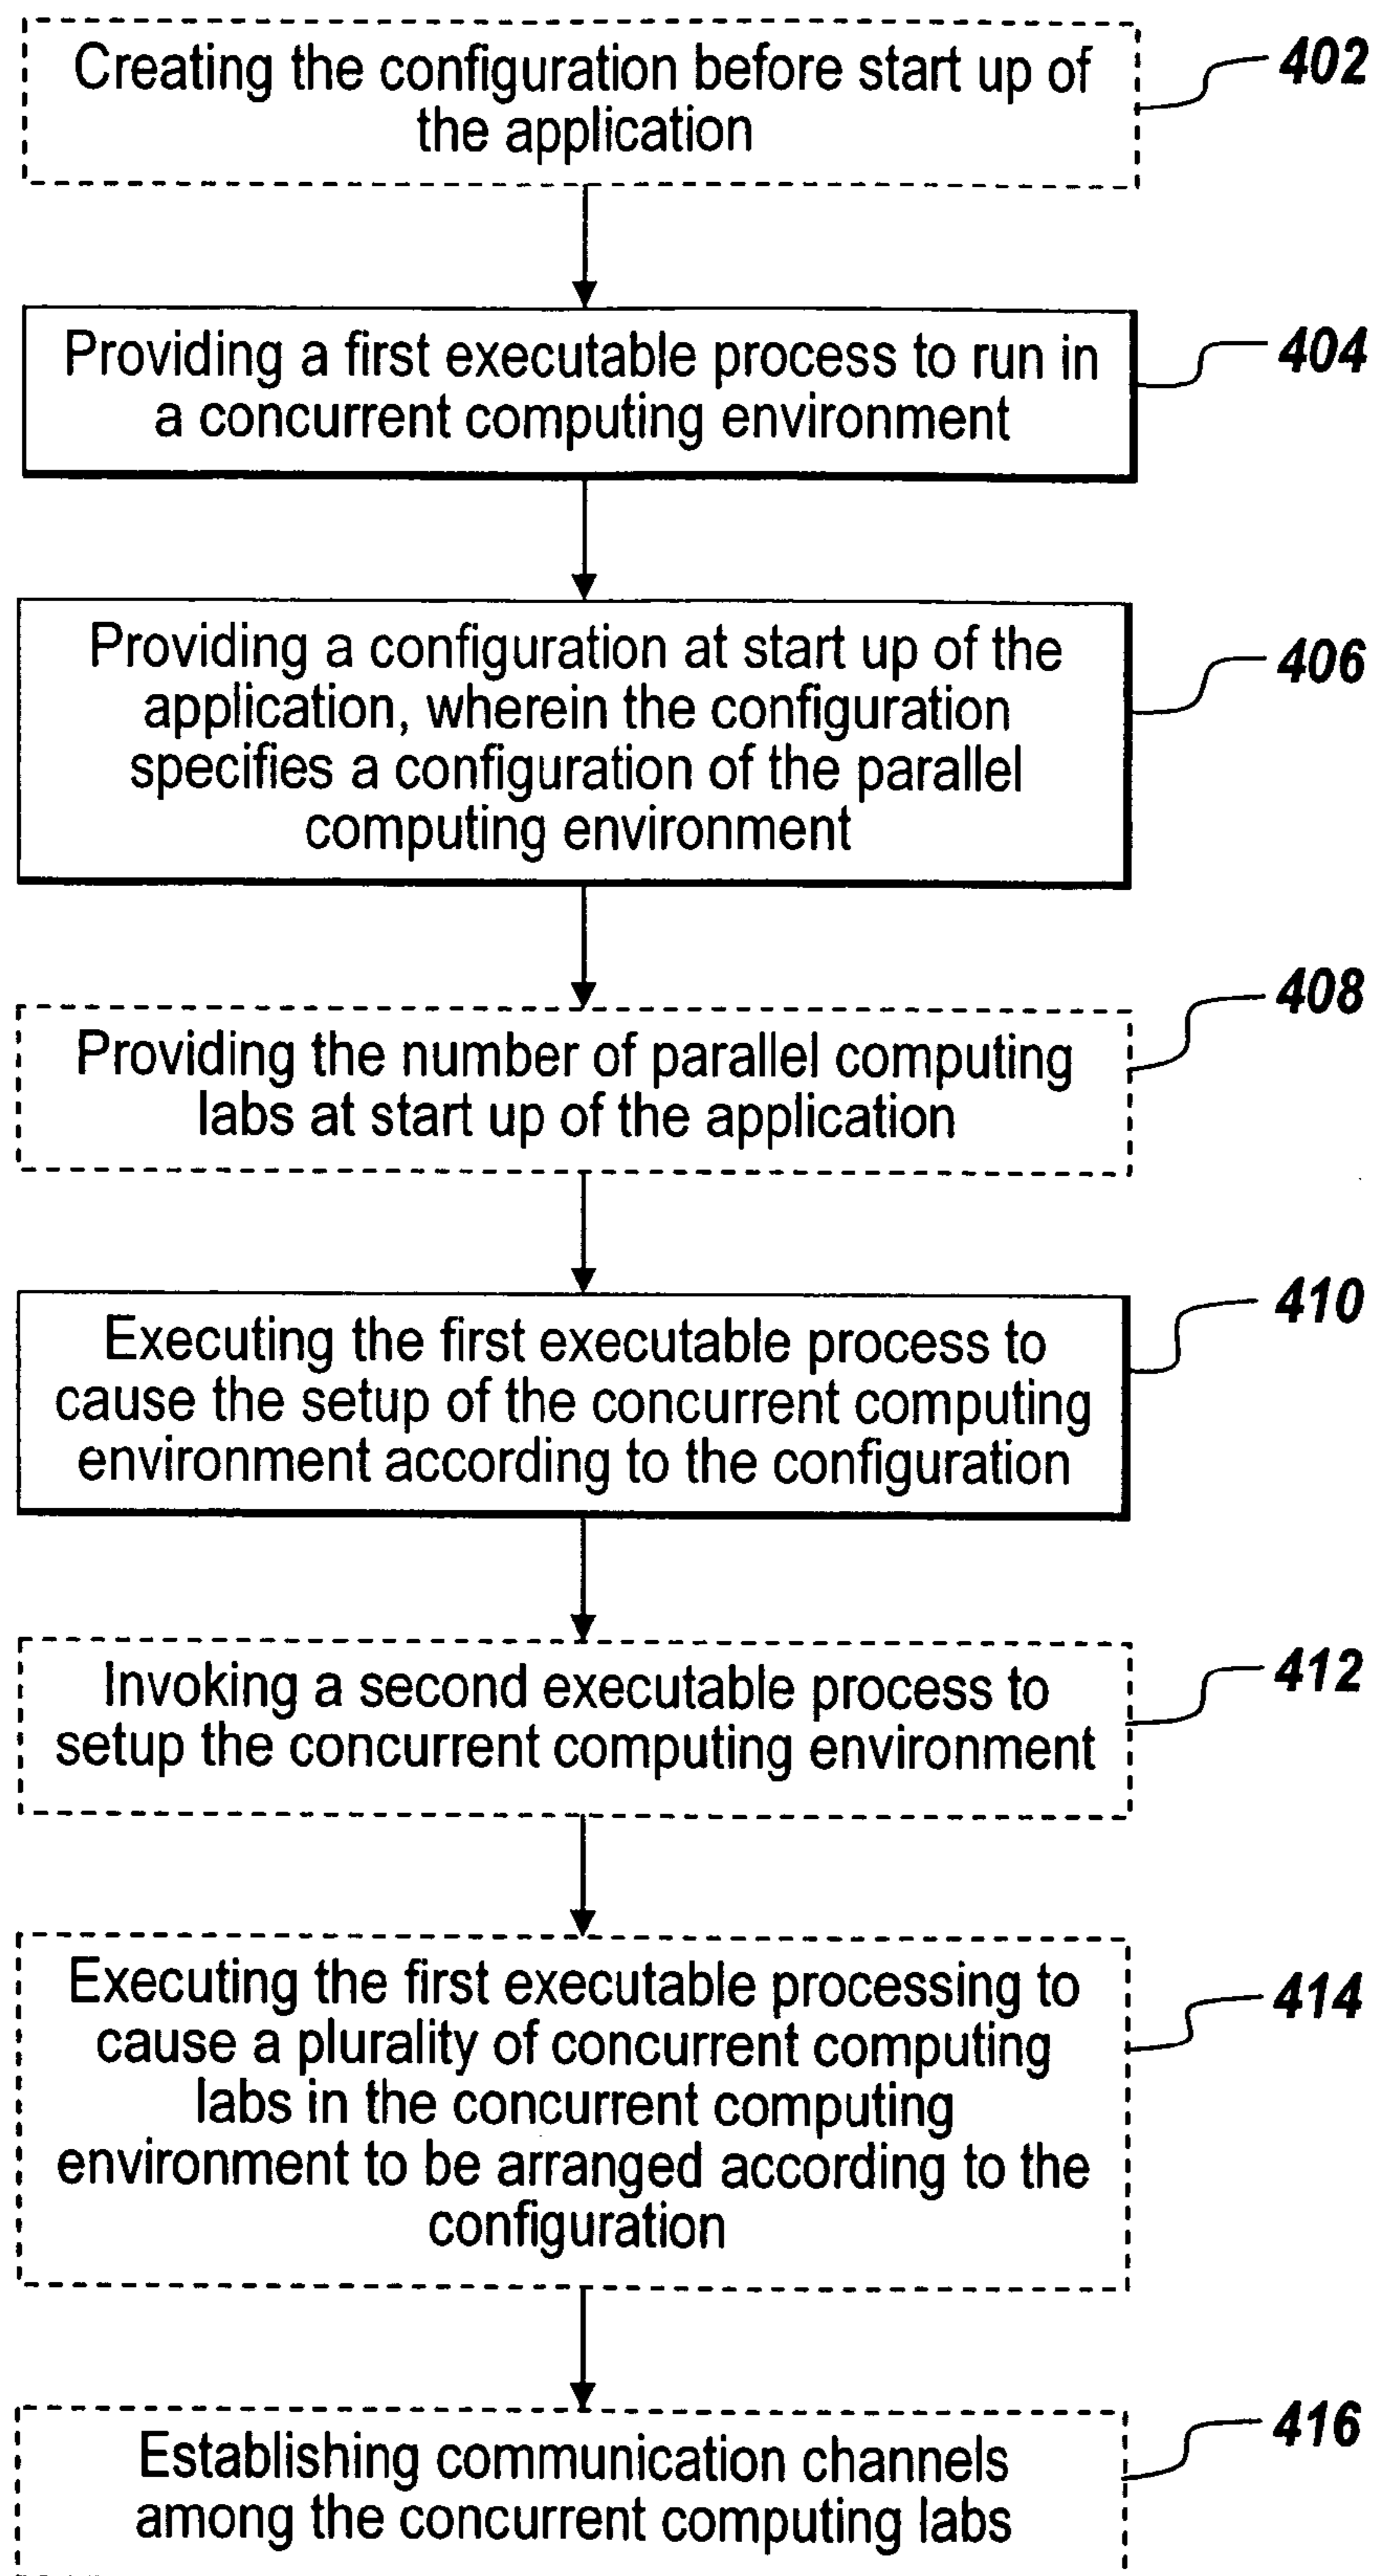 Creating the configuration before start up of
the application
402
Providing a first executable process to run in
a concurrent computing environment
404
Providing a configuration at start up of the
application, wherein the configuration
specifies a configuration of the parallel
computing environment
406
Providing the number of parallel computing
labs at start up of the application
408
Executing the first executable process to
cause the setup of the concurrent computing
environment according to the configuration
410
Invoking a second executable process to
setup the concurrent computing environment
412
Executing the first executable processing to
cause a plurality of concurrent computing
labs in the concurrent computing
environment to be arranged according to the
configuration
414
Establishing communication channels
among the concurrent computing labs
416